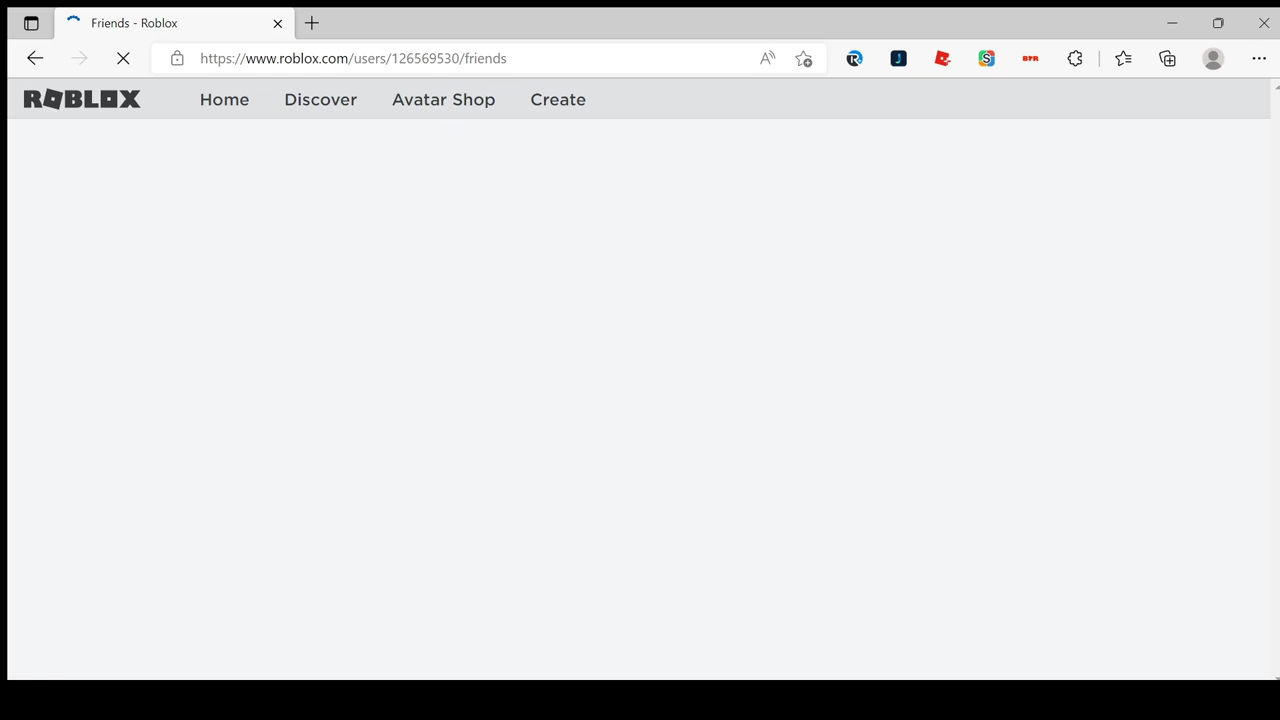 Friends - Roblox
https://www.roblox.com/users/126569530/friends
ROBLOX Home Discover Avatar Shop Create